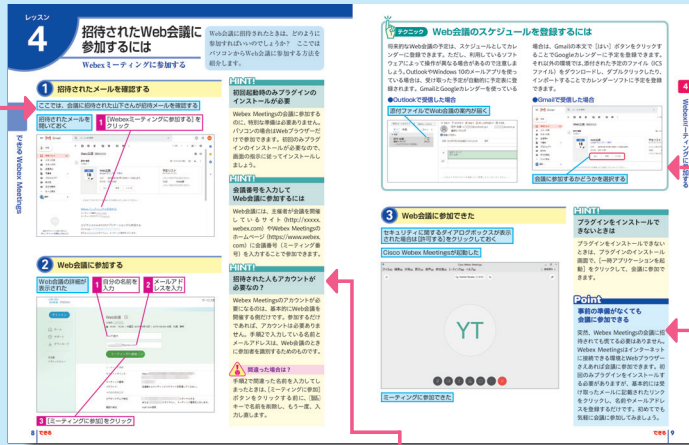 レッスン
4
招待されたWeb会議に
参加するには
Webexミーティングに参加する
Web会議に招待されたときは、どのように
参加すればいいのでしょうか? ここでは
パソコンからWeb会議に参加する方法を
紹介します。
1 招待されたメールを確認する
ここでは、会議に招待された山下さんが招待メールを確認する
招待されたメールを
開いておく
1 [Webexミーティングに参加する]を
クリック
2 Web会議に参加する
Web会議の詳細が
表示された
1 自分の名前を
入力
2 メールアド
レスを入力
3 [ミーティングに参加]をクリック
HINT!
初回起動時のみプラグインの
インストールが必要
Webex Meetingsの会議に参加する
のに、特別な準備は必要ありません。
パソコンの場合はWebブラウザーだ
けで参加できます。初回のみプラグ
インのインストールが必要なので、
画面の指示に従ってインストールし
ましょう。
HINT!
会議番号を入力して
Web会議に参加するには
Web会議には、主催者が会議を開催
しているサイト(http://xxxxx.
webex.com)やWebex Meetingsの
ホームページ(https://www.webex.
com)に会議番号(ミーティング番
号)を入力することで参加できます。
HINT!
招待された人もアカウントが
必要なの?
Webex Meetingsのアカウントが必
要になるのは、基本的にWeb会議を
開催する側だけです。参加するだけ
であれば、アカウントは必要ありま
せん。手順2で入力している名前と
メールアドレスは、Web会議のとき
に参加者を識別するためのものです。
間違った場合は?
手順2で間違った名前を入力してし
まったときは、[ミーティングに参加]
ボタンをクリックする前に、
キーで名前を削除し、もう一度、入
力し直します。
8 できる
テクニック Web会議のスケジュールを登録するには
将来的なWeb会議の予定は、スケジュールとしてカレ
ンダーに登録できます。ただし、利用しているソフト
ウェアによって操作が異なる場合があるので注意しま
しょう。OutlookやWindows 10のメールアプリを使っ
ている場合は、受け取った予定が自動的に予定表に登
録されます。GmailとGoogleカレンダーを使っている
場合は、Gmailの本文で[はい]ボタンをクリックす
ることでGoogleカレンダーに予定を登録できます。
それ以外の環境では、添付された予定のファイル(ICS
ファイル)をダウンロードし、ダブルクリックしたり、
インポートすることでカレンダーソフトに予定を登録
できます。
●Outlookで受信した場合
添付ファイルでWeb会議の案内が届く
●Gmailで受信した場合
会議に参加するかどうかを選択する
3 Web会議に参加できた
セキュリティに関するダイアログボックスが表示
された場合は[許可する]をクリックしておく
Cisco Webex Meetingsが起動した
YT
ミーティングに参加できた
HINT!
プラグインをインストールで
きないときは
プラグインをインストールできない
ときは、プラグインのインストール
画面で、[一時アプリケーションを起
動]をクリックして、会議に参加で
きます。
Point
事前の準備がなくても
会議に参加できる
突然、Webex Meetingsの会議に招
待されても慌てる必要はありません。
Webex Meetingsはインターネット
に接続できる環境とWebブラウザー
さえあれば会議に参加できます。初
回のみプラグインをインストールす
る必要がありますが、基本的には受
け取ったメールに記載されたリンク
をクリックし、名前やメールアドレ
スを登録するだけです。初めてでも
気軽に会議に参加してみましょう。
4
Webexミーティングに参加する
できる 9